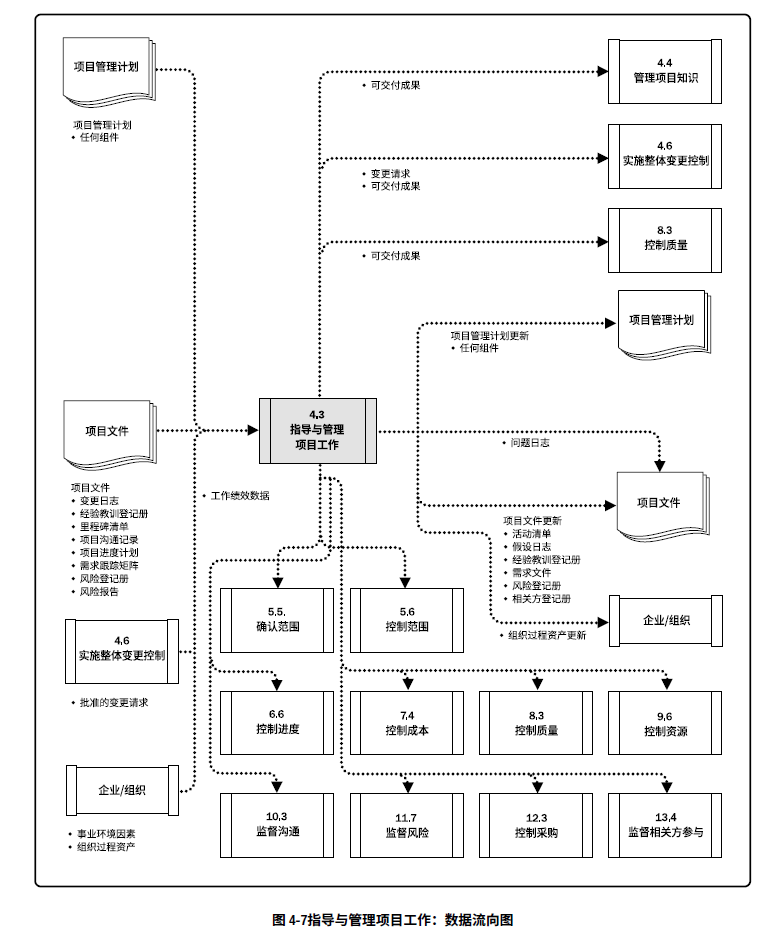 项目管理计划
项目管理计划
• 任何组件
4.4
管理项目知识
• 可交付成果
4.6
实施整体变更控制
• 变更请求
• 可交付成果
8.3
控制质量
• 可交付成果
项目管理计划
项目管理计划更新
• 任何组件
项目文件
4.3
指导与管理
项目工作
• 问题日志
项目文件
项目文件
• 变更日志
• 经验教训登记册
• 里程碑清单
• 项目沟通记录
• 项目进度计划
• 需求跟踪矩阵
• 风险登记册
• 风险报告
• 工作绩效数据
项目文件更新
• 活动清单
• 假设日志
• 经验教训登记册
• 需求文件
• 风险登记册
• 相关方登记册
5.5.
确认范围
5.6
控制范围
企业/组织
• 组织过程资产更新
4.6
实施整体变更控制
• 批准的变更请求
6.6
控制进度
7.4
控制成本
8.3
控制质量
9.6
控制资源
企业/组织
• 事业环境因素
• 组织过程资产
10.3
监督沟通
11.7
监督风险
12.3
控制采购
13.4
监督相关方参与
图 4-7指导与管理项目工作：数据流向图